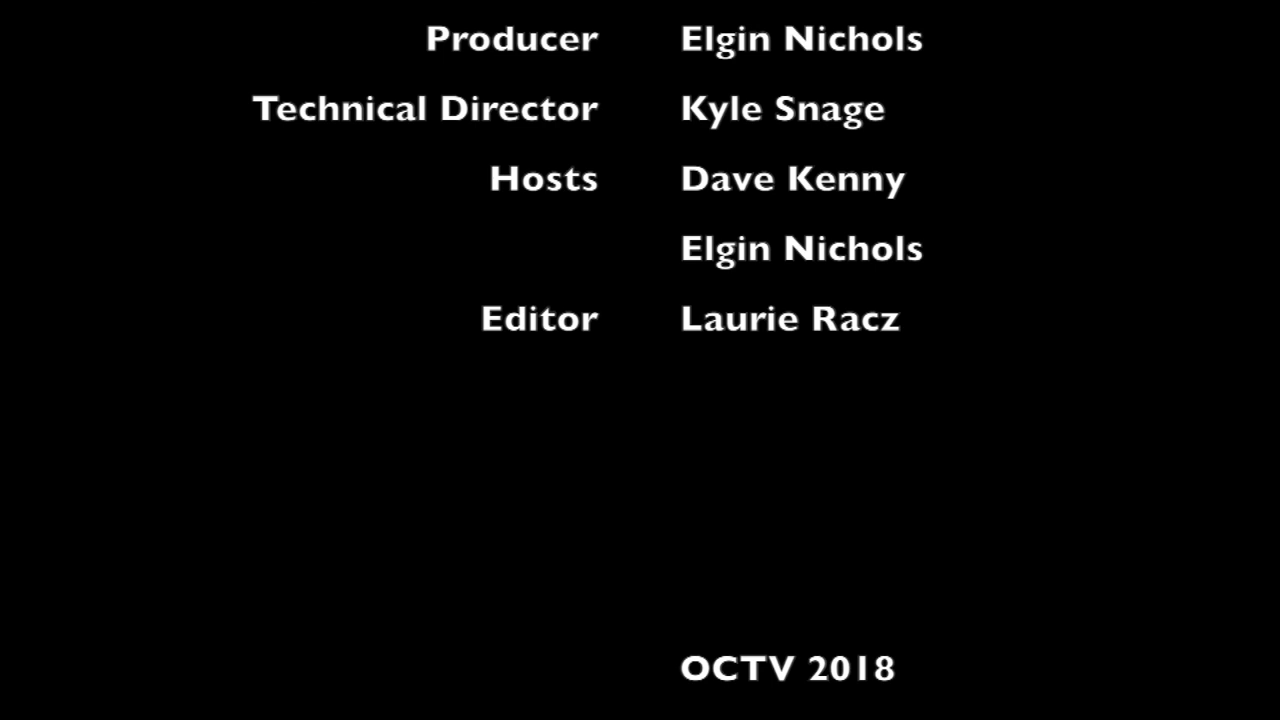 Producer Elgin Nichols
Technical Director Kyle Snage
Hosts Dave Kenny
Elgin Nichols
Editor Laurie Racz
OCTV 2018